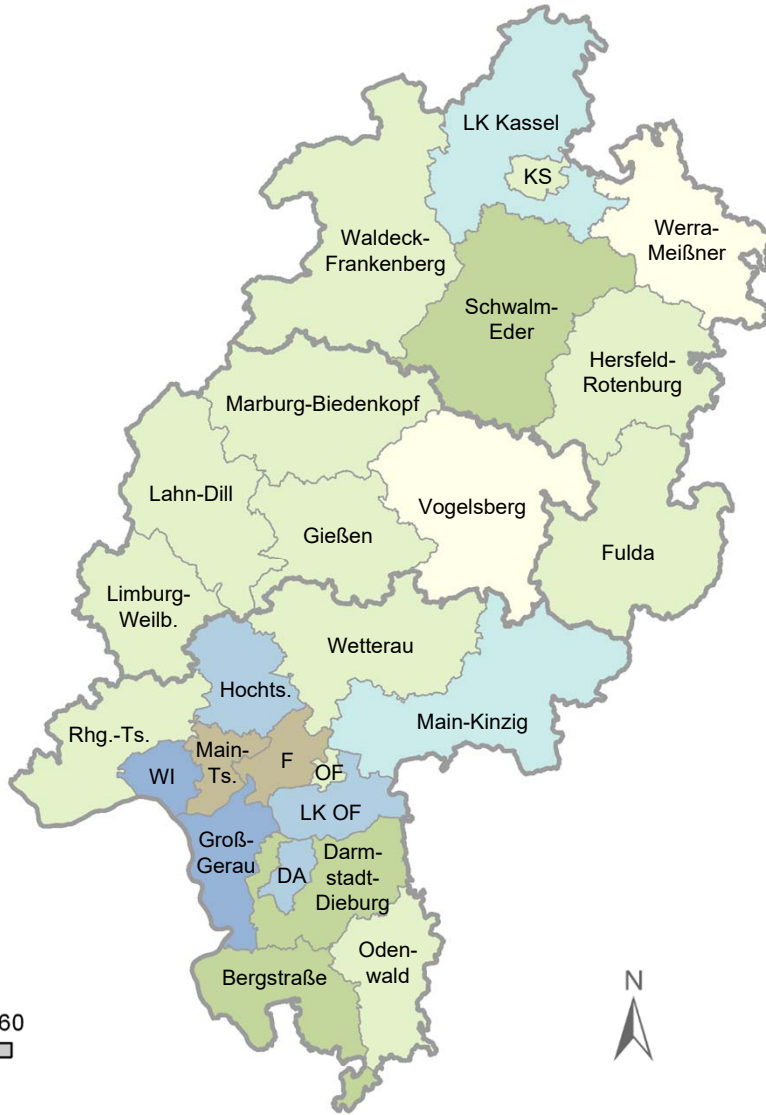 LK Kassel
KS
Werra-
Meißner
Waldeck-
Frankenberg
Schwalm-
Eder
Hersfeld-
Rotenburg
Marburg-Biedenkopf
Lahn-Dill
Vogelsberg
Gießen
Fulda
Limburg-
Weilb.
Wetterau
Hochts.
Main-Kinzig
Rhg.-Ts.
Main-
Ts.
F
OF
WI
LK OF
Groß-
Gerau
Darm-
stadt-
Dieburg
DA
Oden-
wald
Bergstraße
N
60